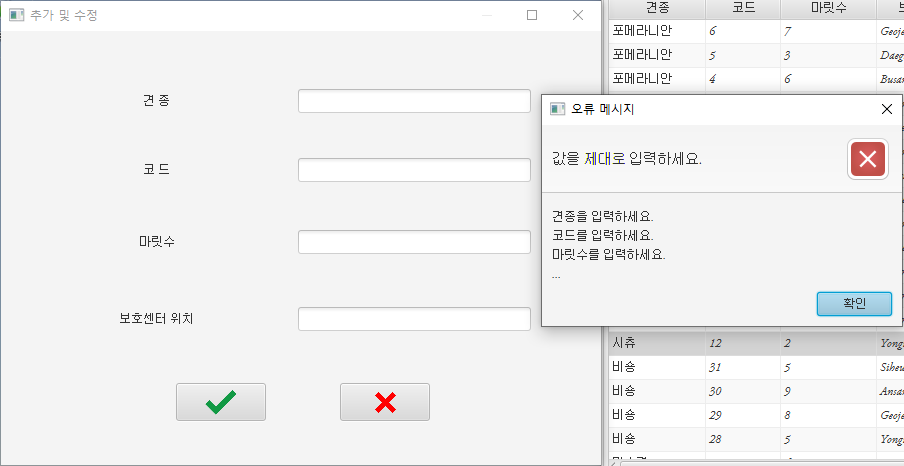 추가 및 수정
견 종
코 드
마릿수
보호센터 위치
오류 메시지
값을 제대로 입력하세요.
견종을 입력하세요.
코드를 입력하세요.
마릿수를 입력하세요.
...
확인
견종 코드 마릿수
포메라니안 6 7 Geoje
포메라니안 5 3 Daeg
포메라니안 4 6 Busan
시츄 12 2 Yong
비숑 31 5 Siheu
비숑 30 9 Ansan
비숑 29 8 Geoje
비숑 28 5 Yong